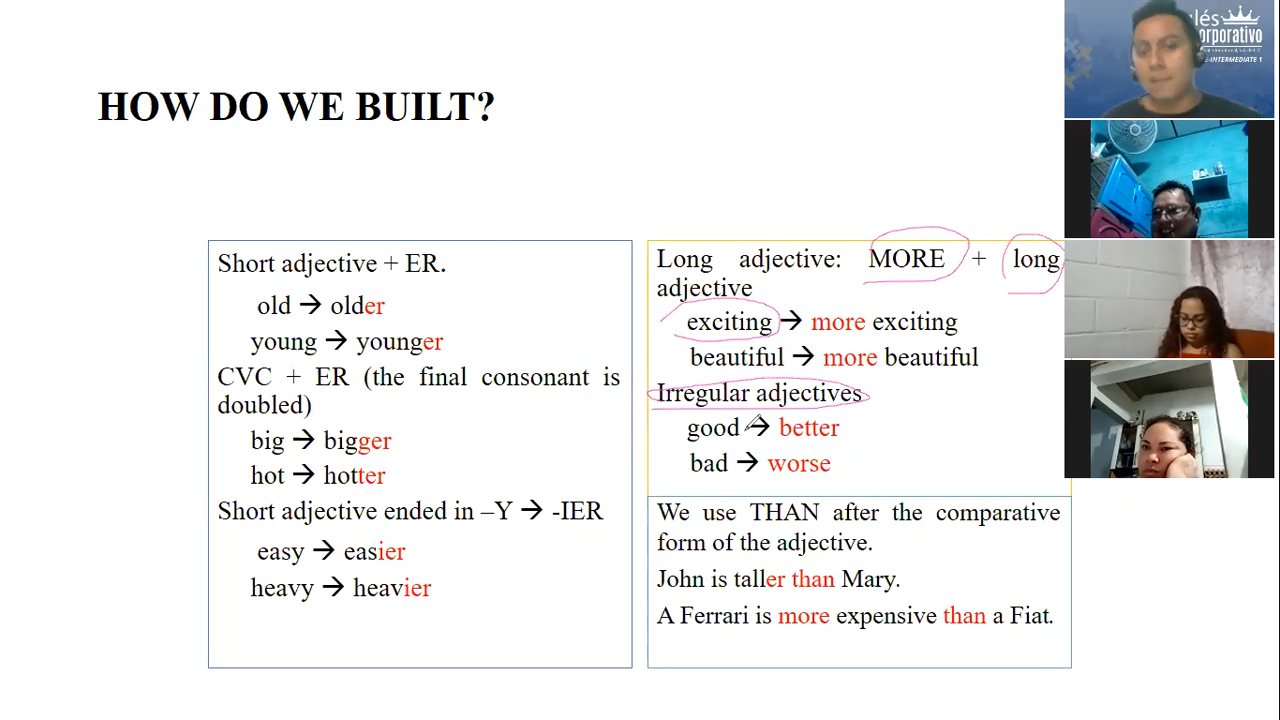 HOW DO WE BUILT?
Short adjective + ER.
old → older
young → younger
CVC + ER (the final consonant is
doubled)
big → bigger
hot → hotter
Short adjective ended in –Y → -IER
easy → easier
heavy → heavier
Long adjective: MORE + long
adjective
exciting → more exciting
beautiful → more beautiful
Irregular adjectives
good → better
bad → worse
We use THAN after the comparative
form of the adjective.
John is taller than Mary.
A Ferrari is more expensive than a Fiat.
glés
orporativo
E-INTERMEDIATE 1